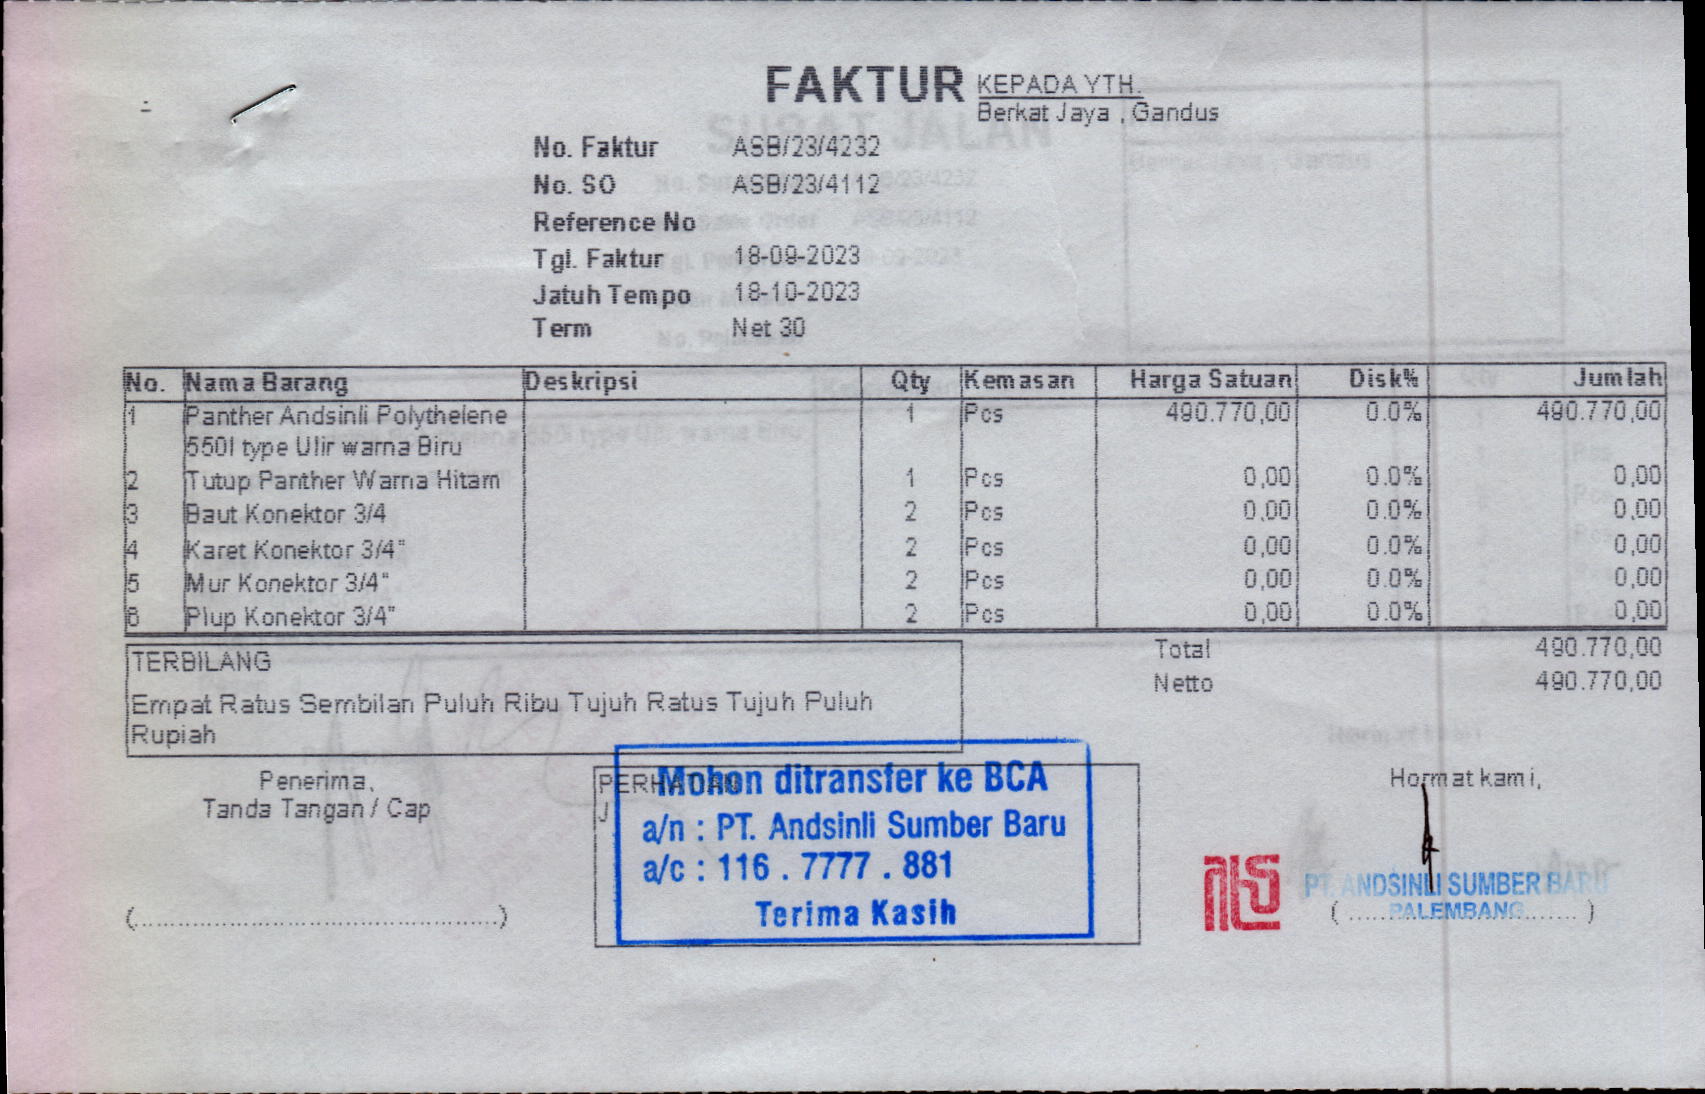 FAKTUR
KEPADA YTH.
Berkat Jaya , Gandus
No. Faktur ASB/23/4232
No. SO ASB/23/4112
Reference No
Tgl. Faktur 18-09-2023
Jatuh Tempo 18-10-2023
Term Net 30
No. Nama Barang Deskripsi Qty Kemasan Harga Satuan Disk% Jumlah
1 Panther Andsinli Polythelene 1 Pcs 490.770,00 0.0% 490.770,00
550l type Ulir warna Biru
2 Tutup Panther Warna Hitam 1 Pcs 0,00 0.0% 0,00
3 Baut Konektor 3/4 2 Pcs 0,00 0.0% 0,00
4 Karet Konektor 3/4" 2 Pcs 0,00 0.0% 0,00
5 Mur Konektor 3/4" 2 Pcs 0,00 0.0% 0,00
6 Plup Konektor 3/4" 2 Pcs 0,00 0.0% 0,00
Total 490.770,00
Netto 490.770,00
TERBILANG
Empat Ratus Sembilan Puluh Ribu Tujuh Ratus Tujuh Puluh
Rupiah
Penerima,
Tanda Tangan / Cap
(........................................)
PERHATIAN
Mohon ditransfer ke BCA
a/n : PT. Andsinli Sumber Baru
a/c : 116 . 7777 . 881
Terima Kasih
Hormat kami,
PT. ANDSINLI SUMBER BARU
PALEMBANG